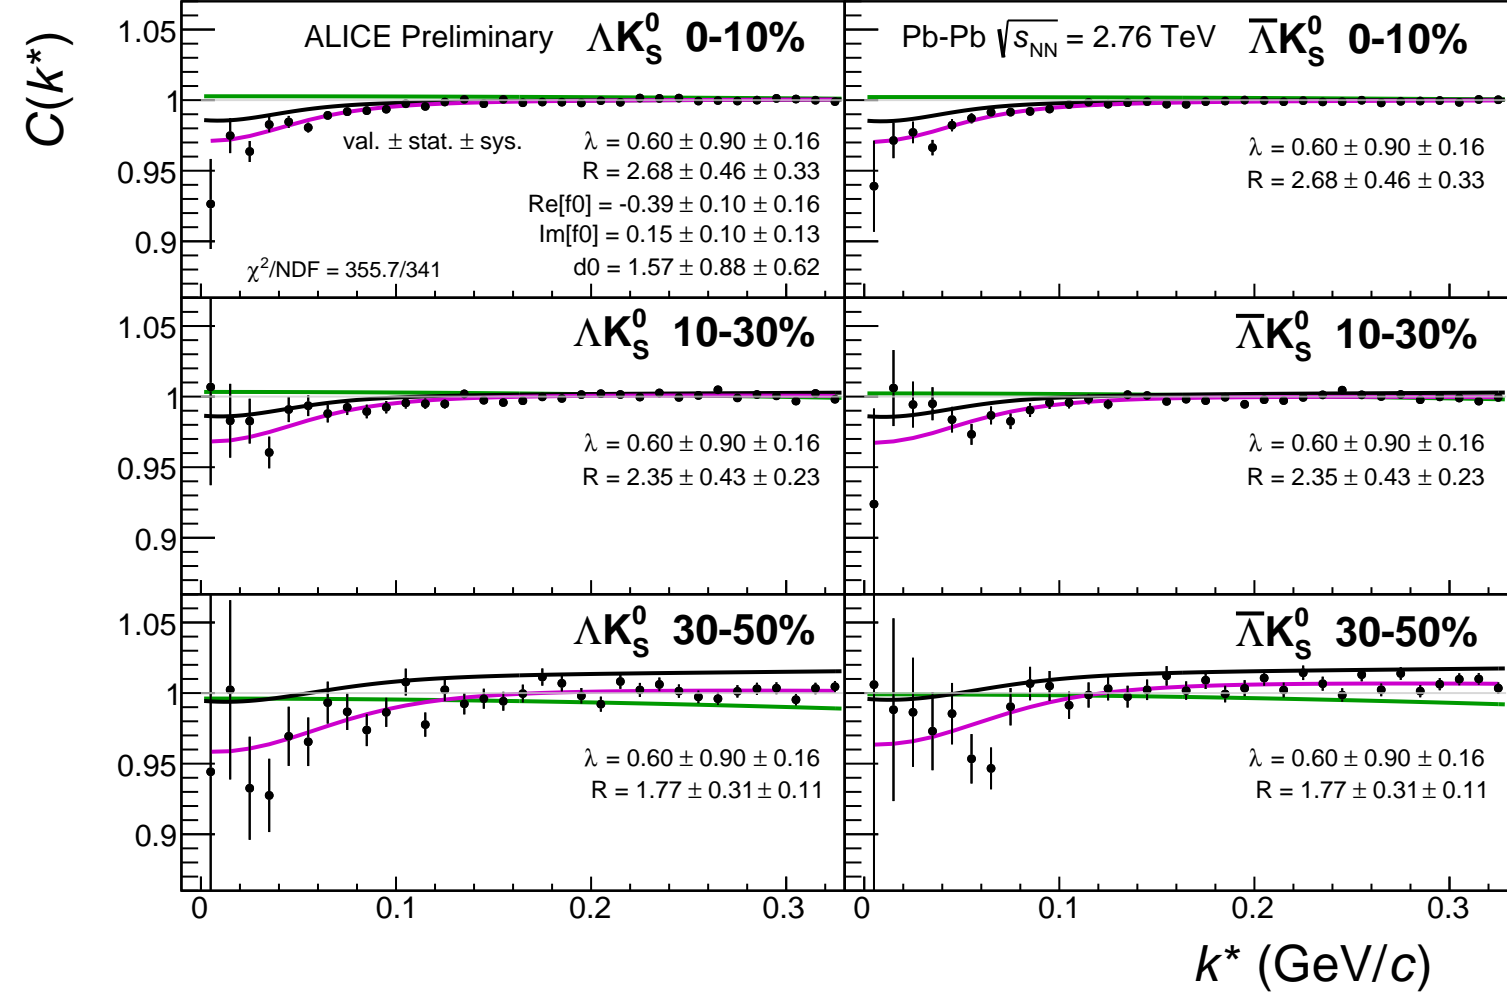 C(k*)
ALICE Preliminary ΛK⁰_S 0-10%
val. ± stat. ± sys.
λ = 0.60 ± 0.90 ± 0.16
R = 2.68 ± 0.46 ± 0.33
Re[f0] = -0.39 ± 0.10 ± 0.16
Im[f0] = 0.15 ± 0.10 ± 0.13
d0 = 1.57 ± 0.88 ± 0.62
χ²/NDF = 355.7/341
1.05
1
0.95
0.9
Pb-Pb √s_NN = 2.76 TeV Λ̅K⁰_S 0-10%
λ = 0.60 ± 0.90 ± 0.16
R = 2.68 ± 0.46 ± 0.33
ΛK⁰_S 10-30%
λ = 0.60 ± 0.90 ± 0.16
R = 2.35 ± 0.43 ± 0.23
1.05
1
0.95
0.9
Λ̅K⁰_S 10-30%
λ = 0.60 ± 0.90 ± 0.16
R = 2.35 ± 0.43 ± 0.23
ΛK⁰_S 30-50%
λ = 0.60 ± 0.90 ± 0.16
R = 1.77 ± 0.31 ± 0.11
1.05
1
0.95
0.9
Λ̅K⁰_S 30-50%
λ = 0.60 ± 0.90 ± 0.16
R = 1.77 ± 0.31 ± 0.11
0 0.1 0.2 0.3 0 0.1 0.2 0.3
k* (GeV/c)